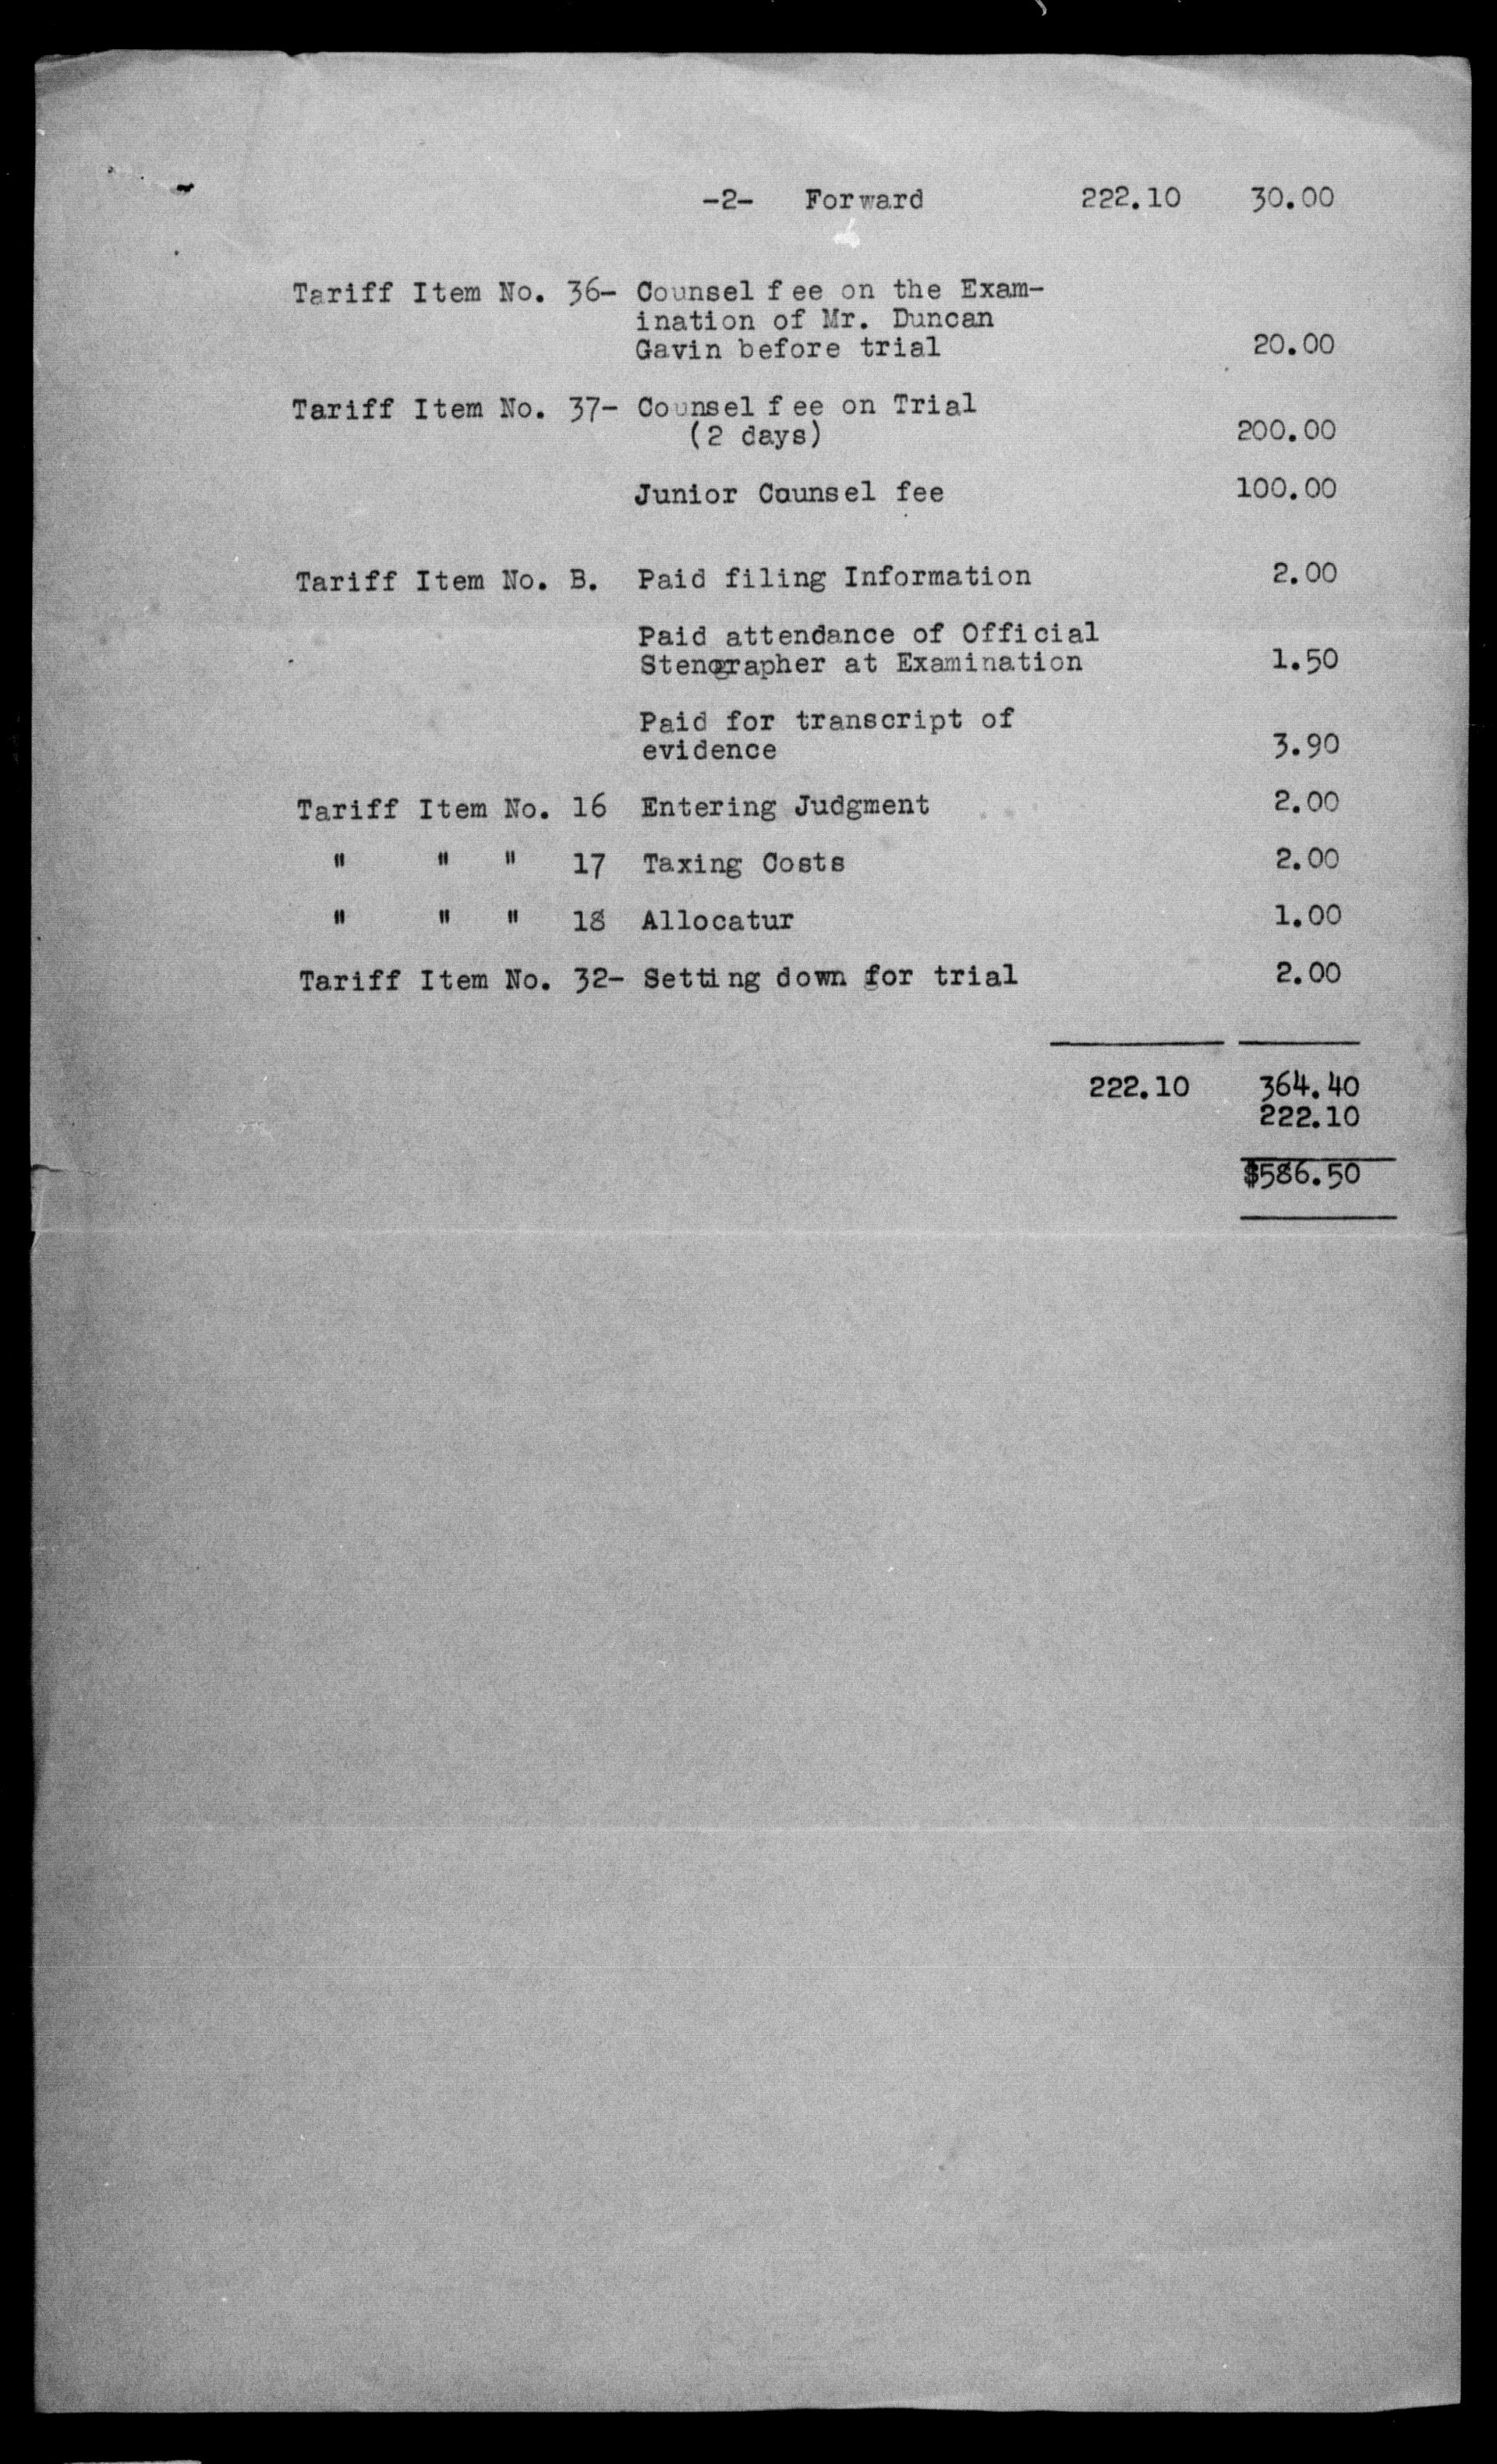 -2- Forward 222.10 30.00
Tariff Item No. 36- Counsel fee on the Exam-
ination of Mr. Duncan
Gavin before trial 20.00
Tariff Item No. 37- Counsel fee on Trial
(2 days) 200.00
Junior Counsel fee 100.00
Tariff Item No. B. Paid filing Information 2.00
Paid attendance of Official
Stenographer at Examination 1.50
Paid for transcript of
evidence 3.90
Tariff Item No. 16 Entering Judgment 2.00
" " " 17 Taxing Costs 2.00
" " " 18 Allocatur 1.00
Tariff Item No. 32- Setting down for trial 2.00
222.10 364.40
222.10
$586.50